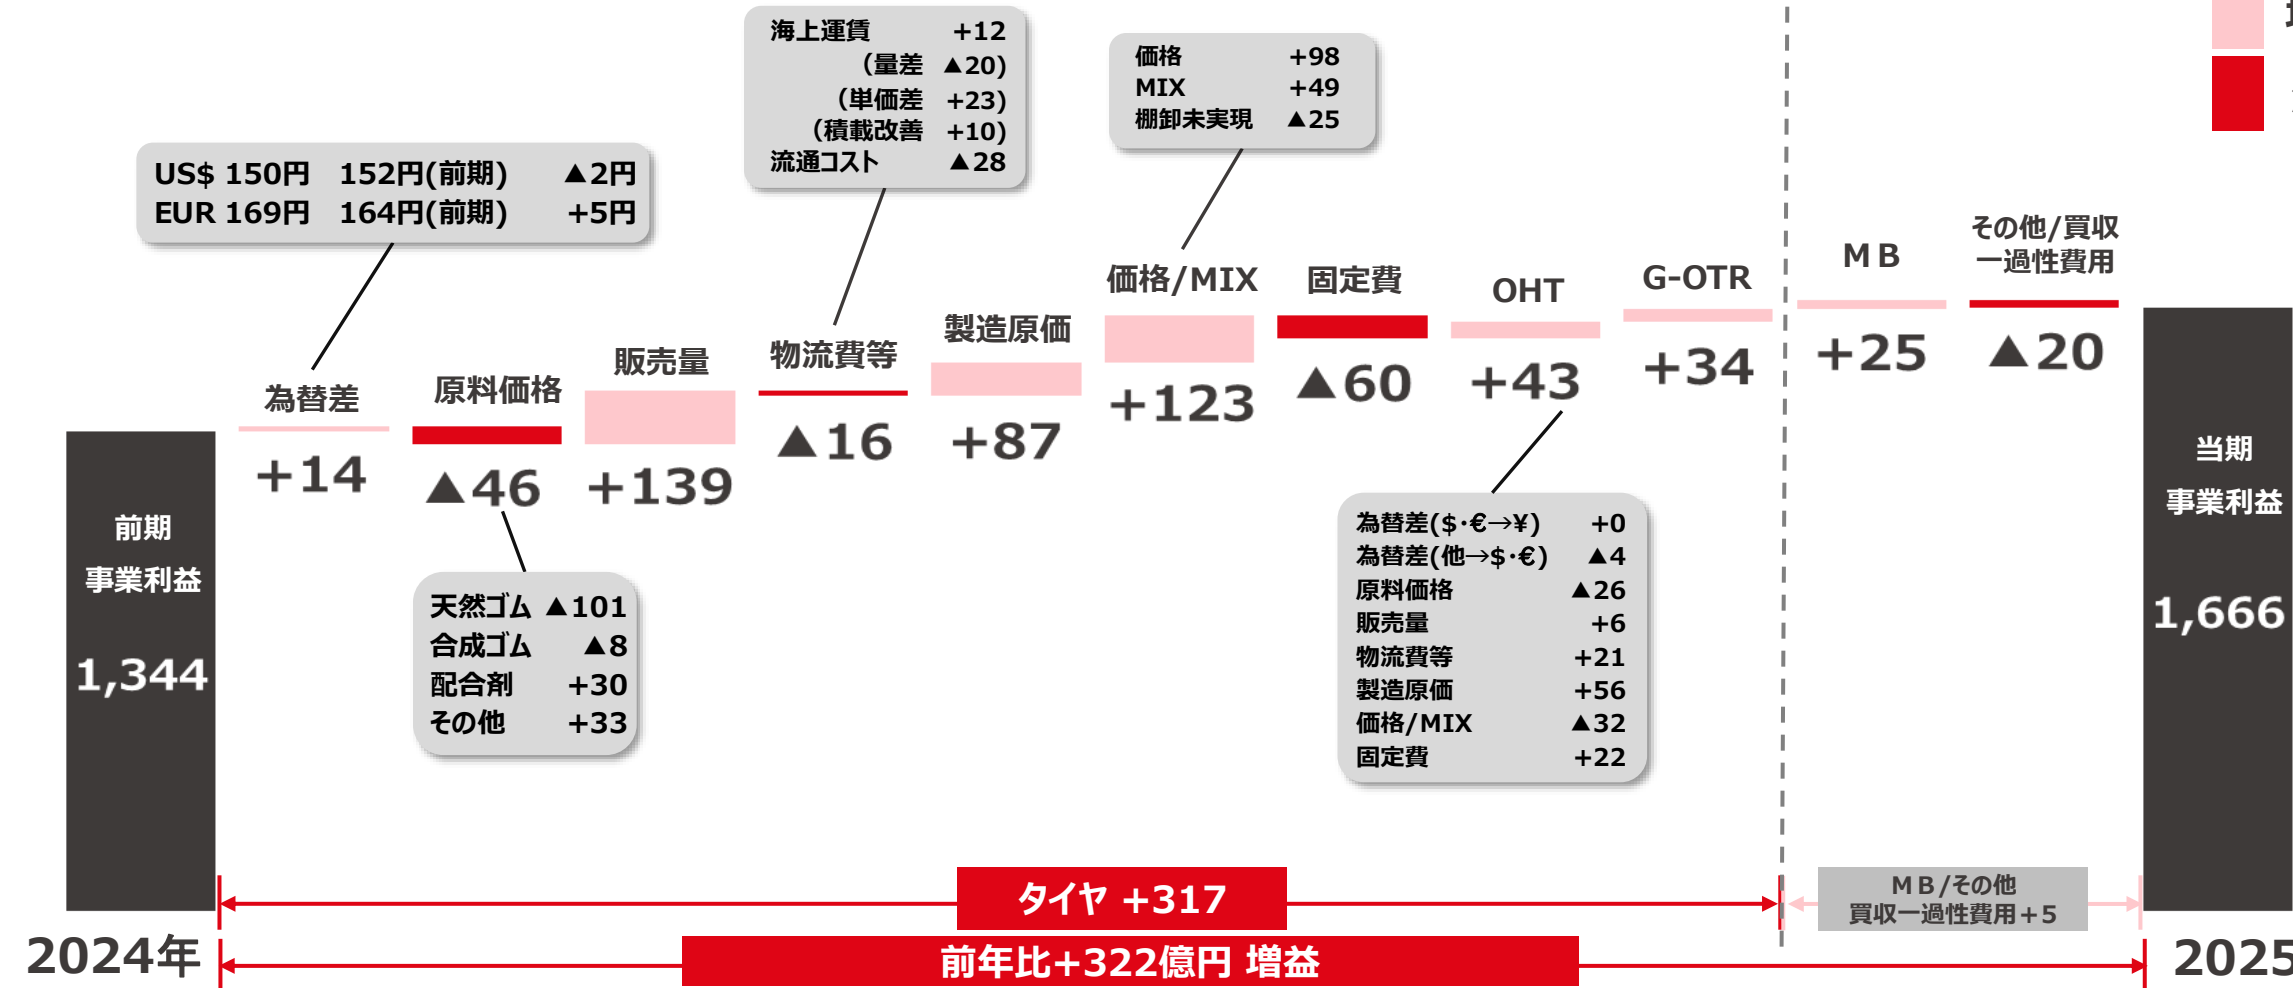 海上運賃 +12
(量差 ▲20)
(単価差 +23)
(積載改善 +10)
流通コスト ▲28
価格 +98
MIX +49
棚卸未実現 ▲25
US$ 150円 152円(前期) ▲2円
EUR 169円 164円(前期) +5円
為替差
+14
原料価格
▲46
販売量
+139
物流費等
▲16
製造原価
+87
価格/MIX
+123
固定費
▲60
OHT
+43
G-OTR
+34
ＭＢ
+25
その他/買収
一過性費用
▲20
前期
事業利益
1,344
当期
事業利益
1,666
天然ゴム ▲101
合成ゴム ▲8
配合剤 +30
その他 +33
為替差($・€→¥) +0
為替差(他→$・€) ▲4
原料価格 ▲26
販売量 +6
物流費等 +21
製造原価 +56
価格/MIX ▲32
固定費 +22
タイヤ +317
ＭＢ/その他
買収一過性費用+5
2024年
前年比+322億円 増益
2025